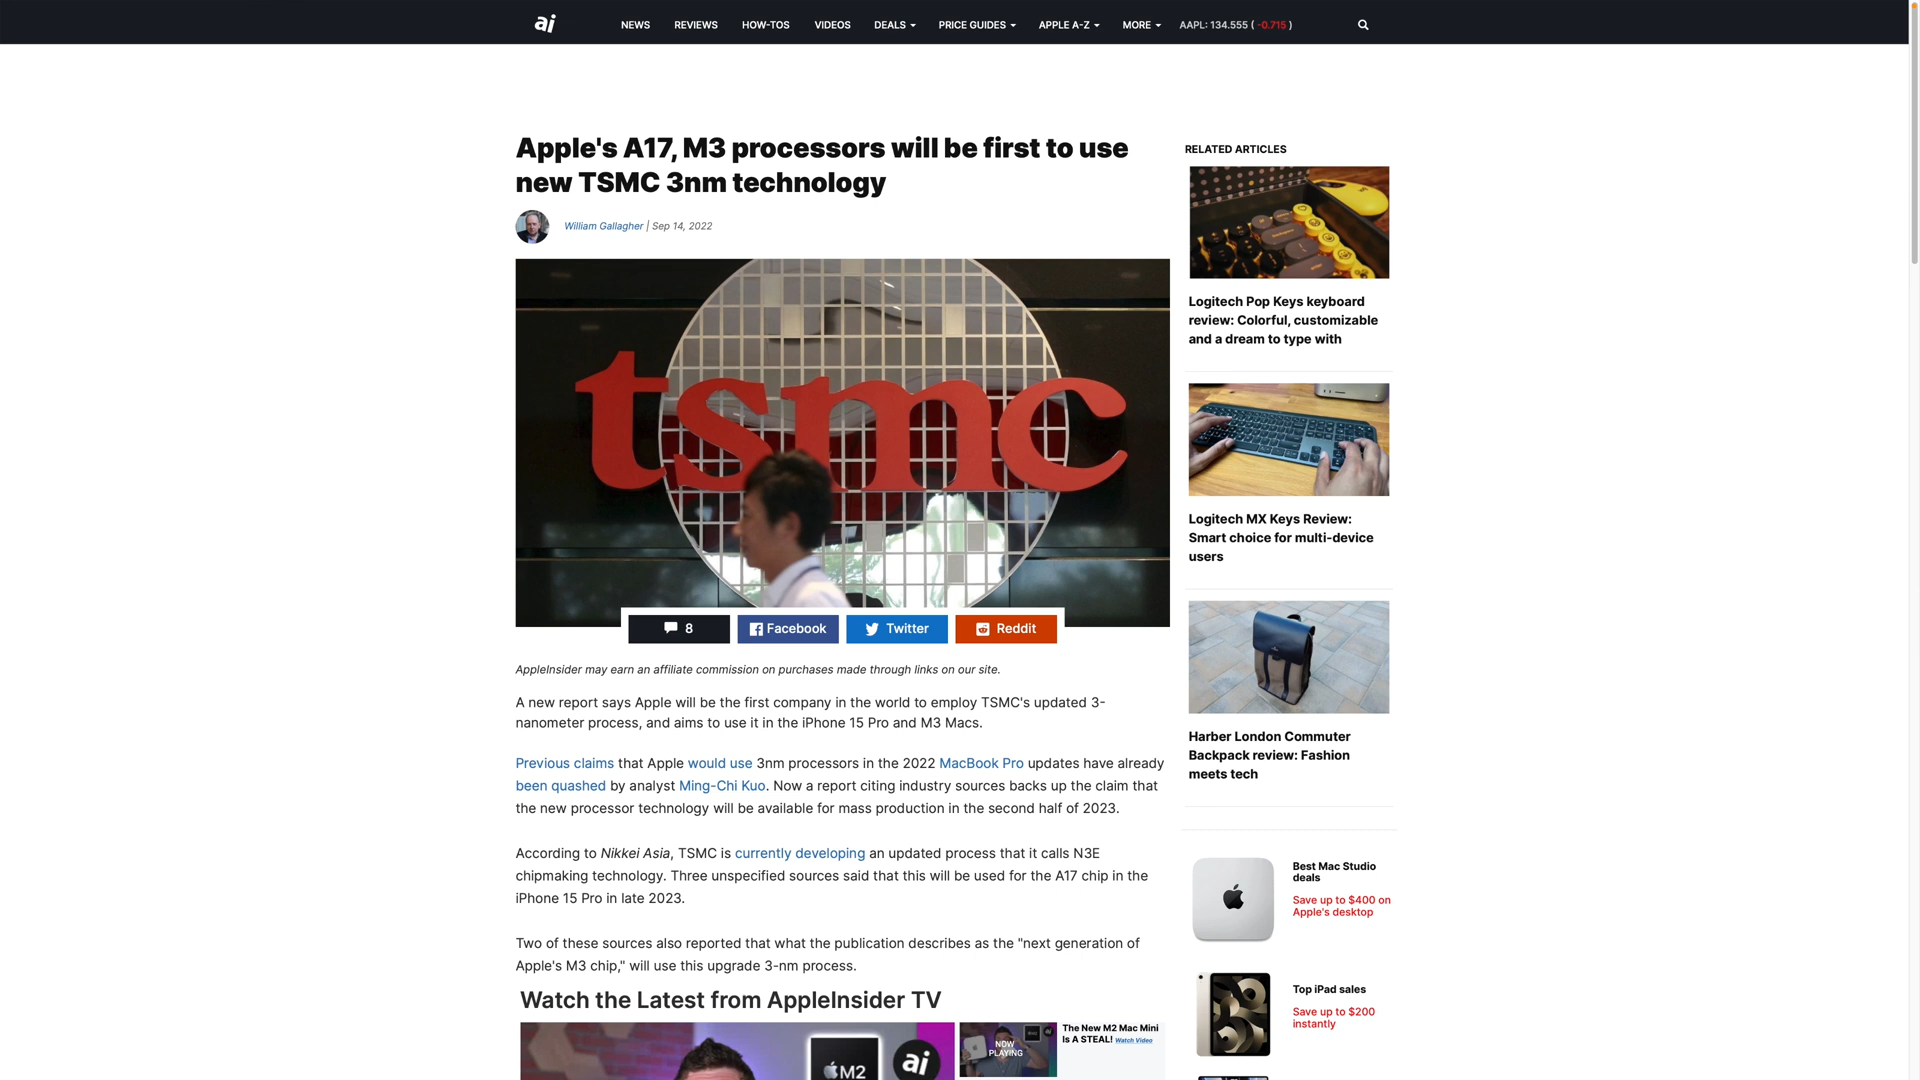 ai
NEWS
REVIEWS
HOW-TOS
VIDEOS
DEALS
PRICE GUIDES
APPLE A-Z
MORE
AAPL: 134.555 ( -0.715 )
Apple's A17, M3 processors will be first to use
new TSMC 3nm technology
William Gallagher | Sep 14, 2022
tsmc
8
Facebook
Twitter
Reddit
AppleInsider may earn an affiliate commission on purchases made through links on our site.
A new report says Apple will be the first company in the world to employ TSMC's updated 3-
nanometer process, and aims to use it in the iPhone 15 Pro and M3 Macs.
Previous claims that Apple would use 3nm processors in the 2022 MacBook Pro updates have already
been quashed by analyst Ming-Chi Kuo. Now a report citing industry sources backs up the claim that
the new processor technology will be available for mass production in the second half of 2023.
According to Nikkei Asia, TSMC is currently developing an updated process that it calls N3E
chipmaking technology. Three unspecified sources said that this will be used for the A17 chip in the
iPhone 15 Pro in late 2023.
Two of these sources also reported that what the publication describes as the "next generation of
Apple's M3 chip," will use this upgrade 3-nm process.
Watch the Latest from AppleInsider TV
M2
ai
NOW
PLAYING
The New M2 Mac Mini
Is A STEAL! Watch Video
RELATED ARTICLES
Logitech Pop Keys keyboard
review: Colorful, customizable
and a dream to type with
Logitech MX Keys Review:
Smart choice for multi-device
users
Harber London Commuter
Backpack review: Fashion
meets tech
Best Mac Studio
deals
Save up to $400 on
Apple's desktop
Top iPad sales
Save up to $200
instantly